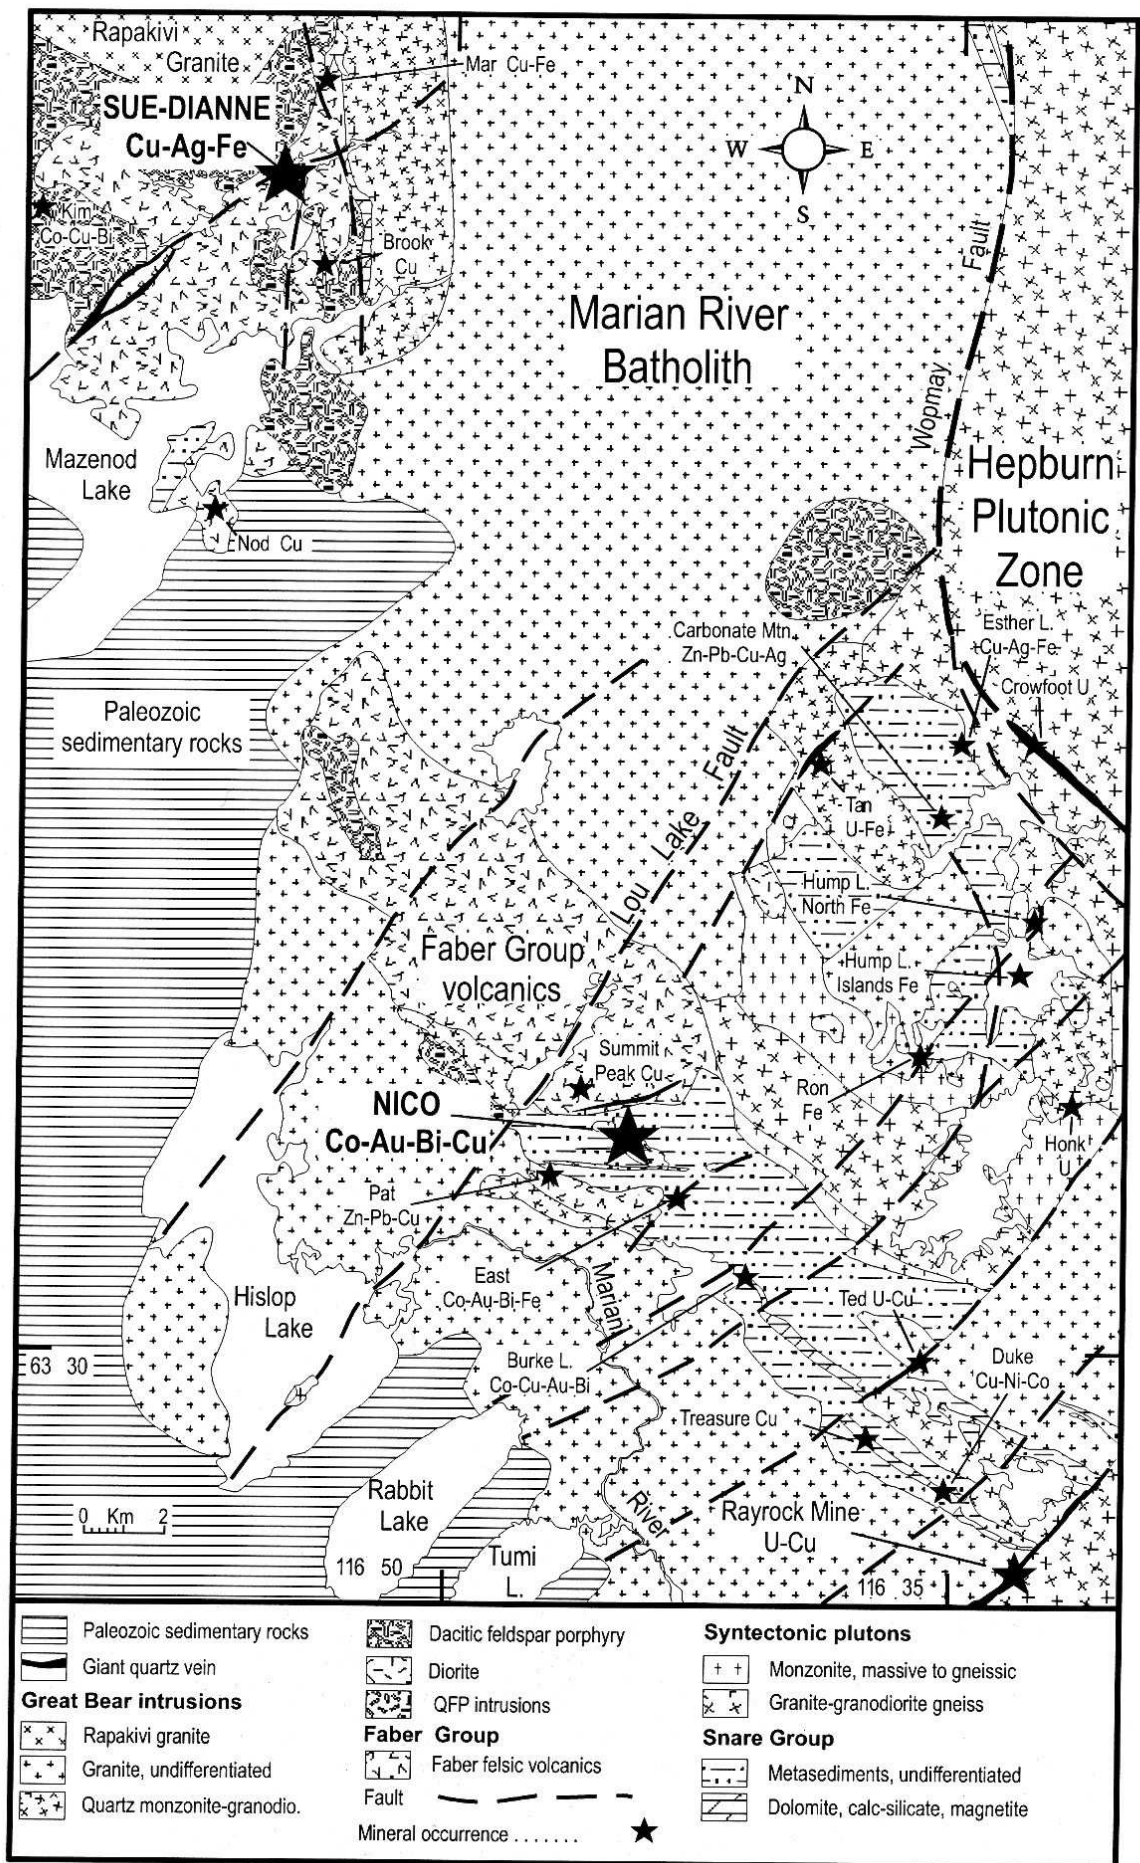 Rapakivi
Granite
Mar Cu-Fe
SUE-DIANNE
Cu-Ag-Fe
N
W E
S
Kim
Co-Cu-Bi
Brook
Cu
Fault
Wopmay
Marian River
Batholith
Mazenod
Lake
Nod Cu
Hepburn
Plutonic
Zone
Esther L.
Cu-Ag-Fe
Crowfoot U
Carbonate Mtn.
Zn-Pb-Cu-Ag
Paleozoic
sedimentary rocks
Lou Lake Fault
Tan
U-Fe
Hump L.
North Fe
Hump L.
Islands Fe
Faber Group
volcanics
Summit
Peak Cu
Ron
Fe
NICO
Co-Au-Bi-Cu
Honk
U
Pat
Zn-Pb-Cu
East
Co-Au-Bi-Fe
Marian
River
Hislop
Lake
Ted U-Cu
63 30
Burke L.
Co-Cu-Au-Bi
Duke
Cu-Ni-Co
Treasure Cu
Rabbit
Lake
0 Km 2
Rayrock Mine
U-Cu
Tumi
L.
116 50
116 35
Paleozoic sedimentary rocks
Giant quartz vein
Great Bear intrusions
Rapakivi granite
Granite, undifferentiated
Quartz monzonite-granodio.
Dacitic feldspar porphyry
Diorite
QFP intrusions
Faber Group
Faber felsic volcanics
Fault
Mineral occurrence .......
Syntectonic plutons
Monzonite, massive to gneissic
Granite-granodiorite gneiss
Snare Group
Metasediments, undifferentiated
Dolomite, calc-silicate, magnetite